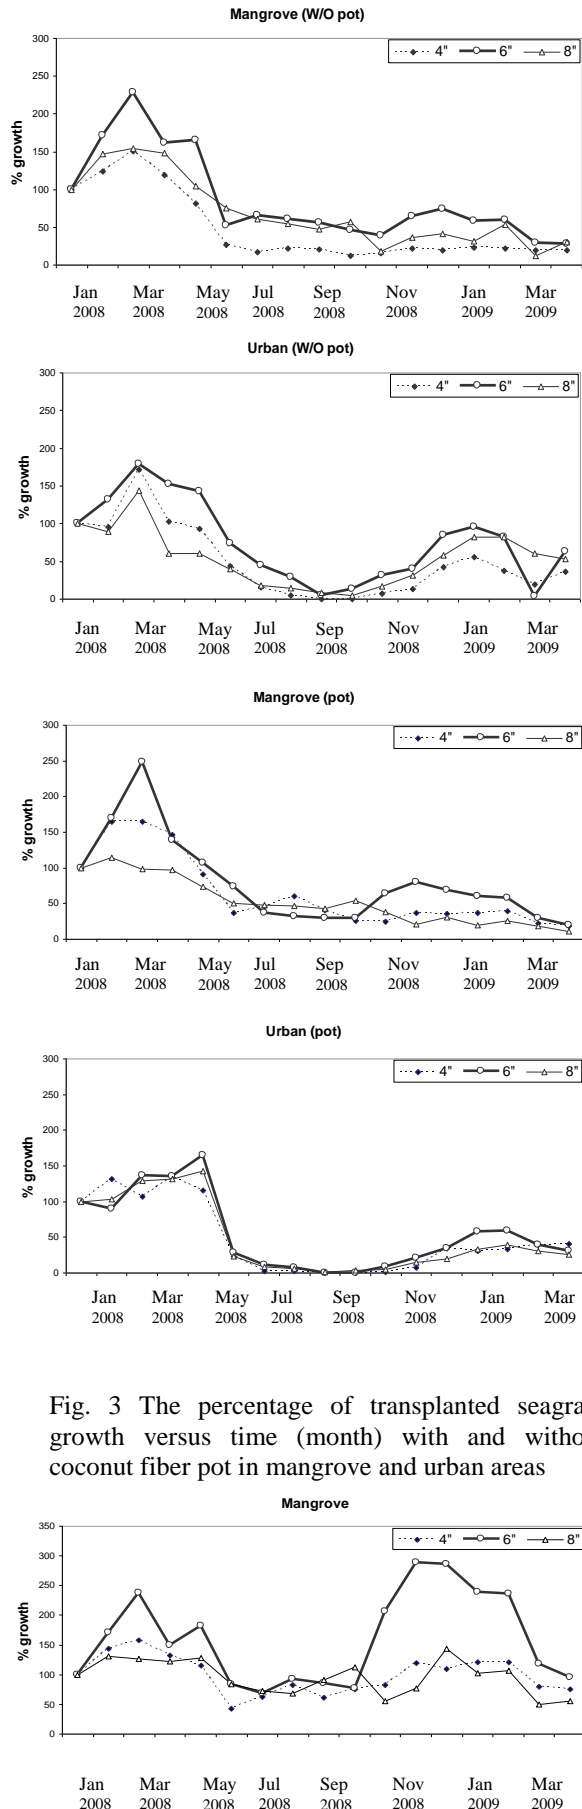 Mangrove (W/O pot)
300
4" 6" 8"
250
200
150
100
50
0
% growth
Jan Mar May Jul Sep Nov Jan Mar
2008 2008 2008 2008 2008 2008 2009 2009
Urban (W/O pot)
300
4" 6" 8"
250
200
150
100
50
0
% growth
Jan Mar May Jul Sep Nov Jan Mar
2008 2008 2008 2008 2008 2008 2009 2009
Mangrove (pot)
300
4" 6" 8"
250
200
150
100
50
0
% growth
Jan Mar May Jul Sep Nov Jan Mar
2008 2008 2008 2008 2008 2008 2009 2009
Urban (pot)
300
4" 6" 8"
250
200
150
100
50
0
% growth
Jan Mar May Jul Sep Nov Jan Mar
2008 2008 2008 2008 2008 2008 2009 2009
Fig. 3 The percentage of transplanted seagra
growth versus time (month) with and witho
coconut fiber pot in mangrove and urban areas
Mangrove
350
4" 6" 8"
300
250
200
150
100
50
0
% growth
Jan Mar May Jul Sep Nov Jan Mar
2008 2008 2008 2008 2008 2008 2009 2009